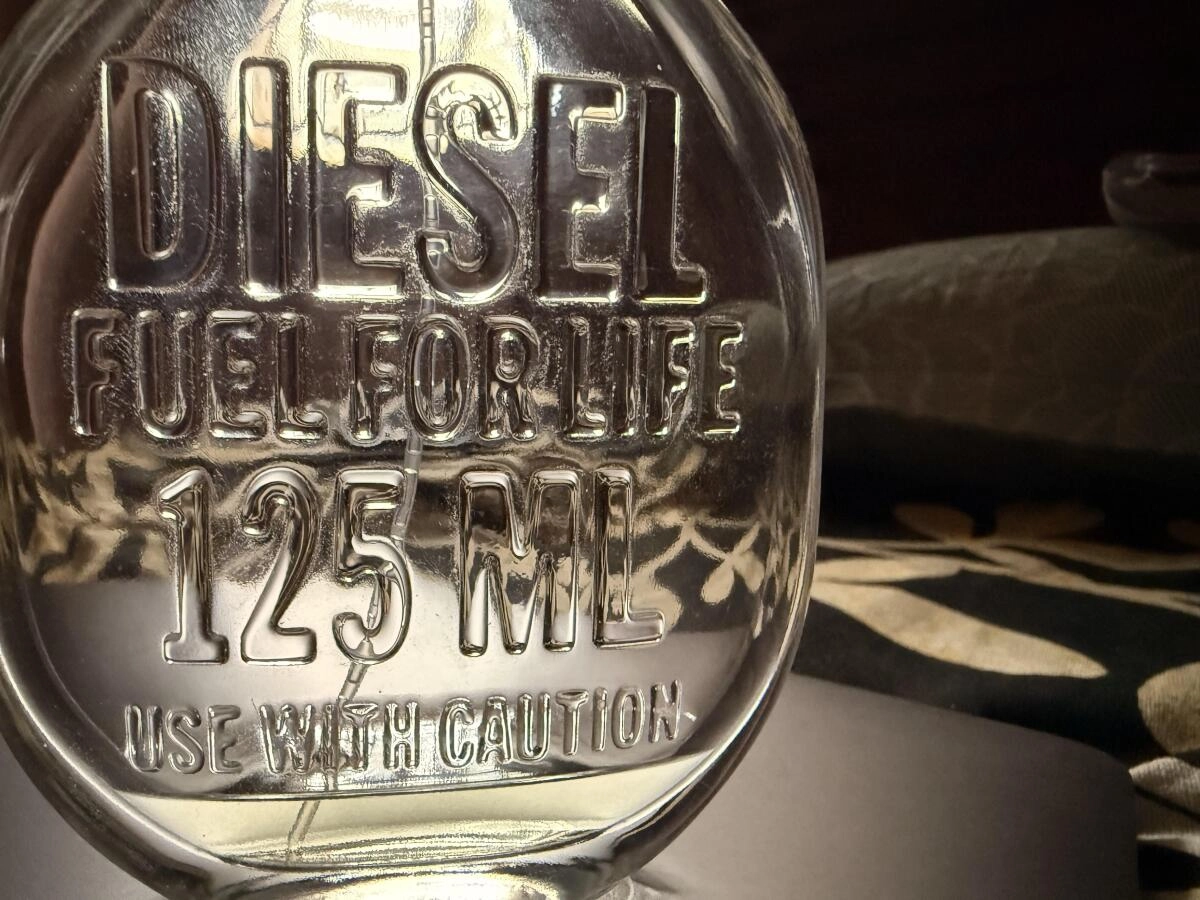 DIESEL
FUEL FOR LIFE
125 ML
USE WITH CAUTION